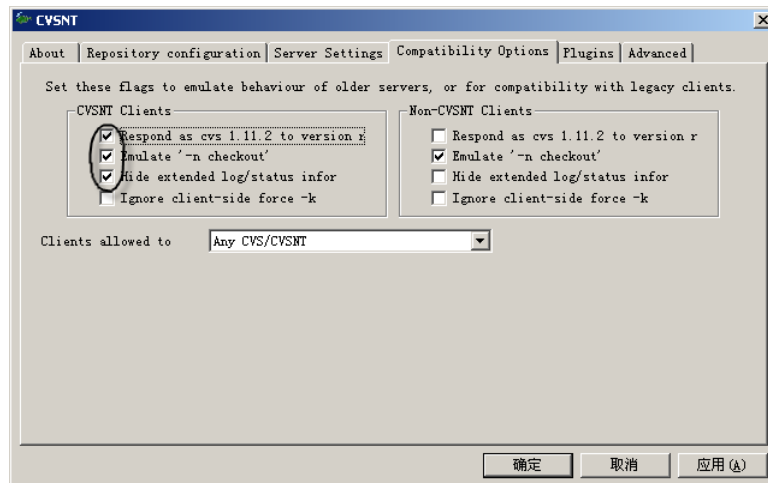 CVSNT
About Repository configuration Server Settings Compatibility Options Plugins Advanced
Set these flags to emulate behaviour of older servers, or for compatibility with legacy clients.
CVSNT Clients
Respond as cvs 1.11.2 to version r
Emulate '-n checkout'
Hide extended log/status infor
Ignore client-side force -k
Non-CVSNT Clients
Respond as cvs 1.11.2 to version r
Emulate '-n checkout'
Hide extended log/status infor
Ignore client-side force -k
Clients allowed to Any CVS/CVSNT
确定 取消 应用(A)